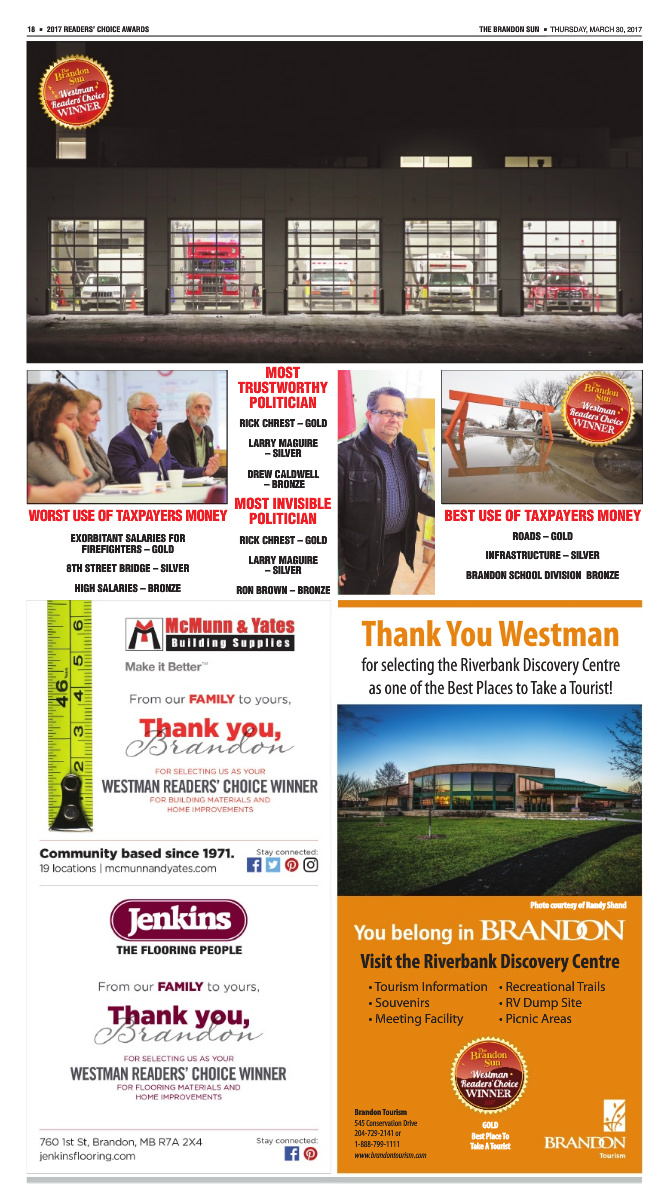 18 ▪ 2017 READERS' CHOICE AWARDS
THE BRANDON SUN ▪ THURSDAY, MARCH 30, 2017
The
Brandon
Sun
Westman
Readers' Choice
WINNER
WORST USE OF TAXPAYERS MONEY
EXORBITANT SALARIES FOR
FIREFIGHTERS – GOLD
8TH STREET BRIDGE – SILVER
HIGH SALARIES – BRONZE
MOST
TRUSTWORTHY
POLITICIAN
RICK CHREST – GOLD
LARRY MAGUIRE
– SILVER
DREW CALDWELL
– BRONZE
MOST INVISIBLE
POLITICIAN
RICK CHREST – GOLD
LARRY MAGUIRE
– SILVER
RON BROWN – BRONZE
The
Brandon
Sun
Westman
Readers Choice
WINNER
BEST USE OF TAXPAYERS MONEY
ROADS – GOLD
INFRASTRUCTURE – SILVER
BRANDON SCHOOL DIVISION BRONZE
6
5
46
4
3
2
McMunn & Yates
Building Supplies
Make it Better™
From our FAMILY to yours,
Thank you,
Brandon
FOR SELECTING US AS YOUR
WESTMAN READERS' CHOICE WINNER
FOR BUILDING MATERIALS AND
HOME IMPROVEMENTS
Community based since 1971.
19 locations | mcmunnandyates.com
Stay connected:
Jenkins
THE FLOORING PEOPLE
From our FAMILY to yours,
Thank you,
Brandon
FOR SELECTING US AS YOUR
WESTMAN READERS' CHOICE WINNER
FOR FLOORING MATERIALS AND
HOME IMPROVEMENTS
760 1st St, Brandon, MB R7A 2X4
jenkinsflooring.com
Stay connected:
Thank You Westman
for selecting the Riverbank Discovery Centre
as one of the Best Places to Take a Tourist!
Photo courtesy of Randy Shend
You belong in BRANDON
Visit the Riverbank Discovery Centre
• Tourism Information
• Souvenirs
• Meeting Facility
• Recreational Trails
• RV Dump Site
• Picnic Areas
The
Brandon
Sun
Westman
Readers Choice
WINNER
GOLD
Best Place To
Take A Tourist
Brandon Tourism
545 Conservation Drive
204-729-2141 or
1-888-799-1111
www.brandontourism.com
BRANDON
Tourism